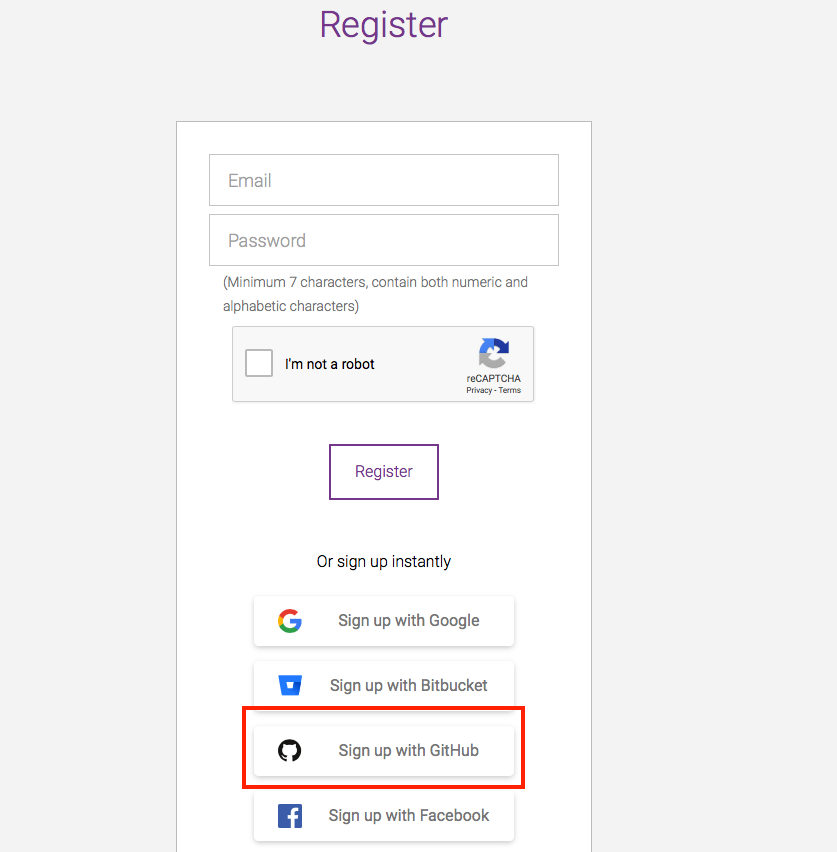 Register
Email
Password
(Minimum 7 characters, contain both numeric and
alphabetic characters)
I'm not a robot
reCAPTCHA
Privacy - Terms
Register
Or sign up instantly
Sign up with Google
Sign up with Bitbucket
Sign up with GitHub
Sign up with Facebook